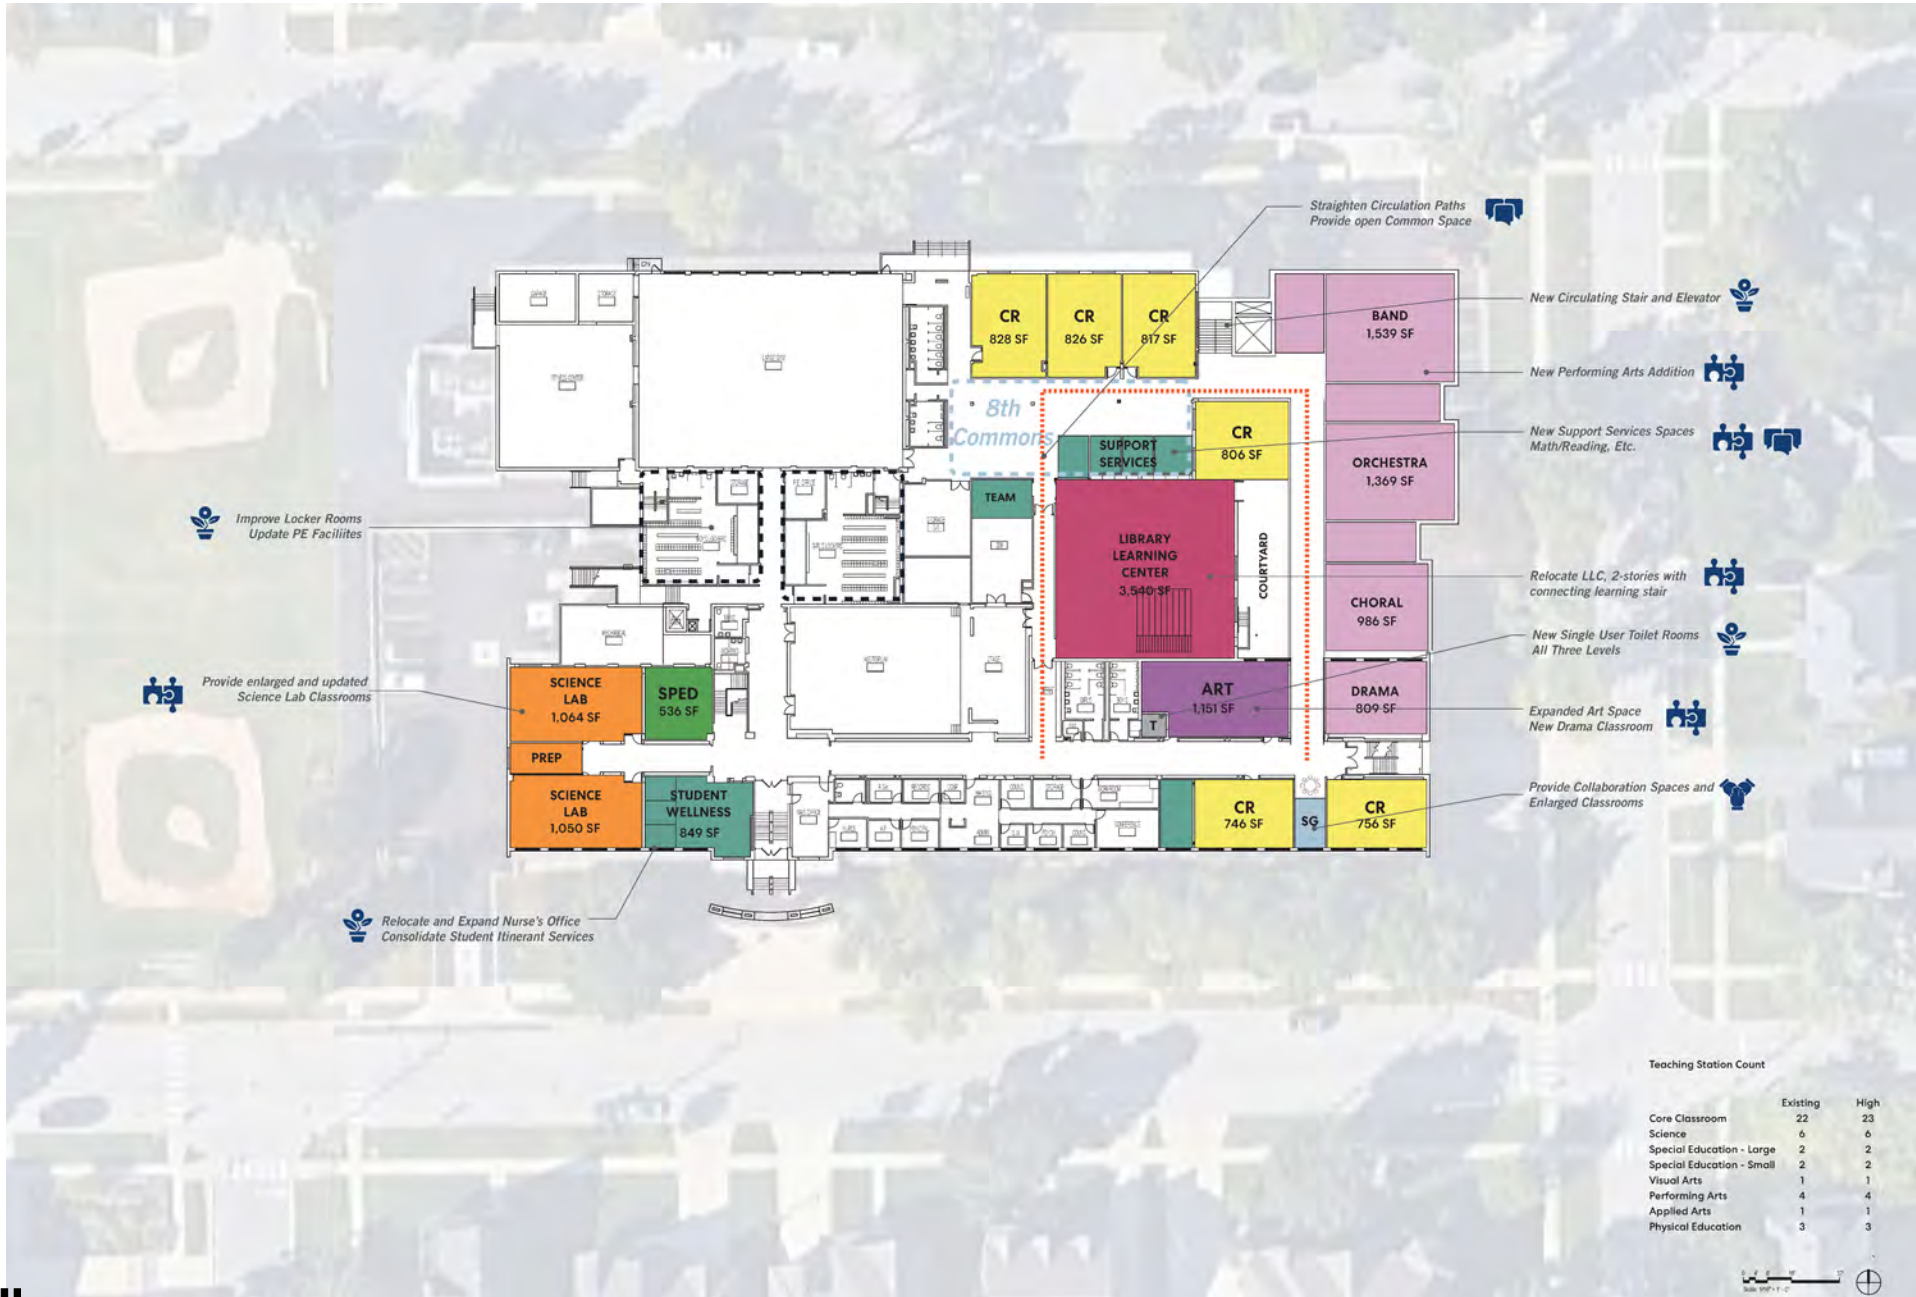 Straighten Circulation Paths
Provide open Common Space
New Circulating Stair and Elevator
New Performing Arts Addition
New Support Services Spaces
Math/Reading, Etc.
Relocate LLC, 2-stories with
connecting learning stair
New Single User Toilet Rooms
All Three Levels
Expanded Art Space
New Drama Classroom
Provide Collaboration Spaces and
Enlarged Classrooms
Improve Locker Rooms
Update PE Faciliites
Provide enlarged and updated
Science Lab Classrooms
Relocate and Expand Nurse's Office
Consolidate Student Itinerant Services
DN
STORAGE
CR
828 SF
CR
826 SF
CR
817 SF
BAND
1,539 SF
8th
Commons
SUPPORT
SERVICES
CR
806 SF
ORCHESTRA
1,369 SF
TEAM
LIBRARY
LEARNING
CENTER
3,540 SF
COURTYARD
CHORAL
986 SF
SCIENCE
LAB
1,064 SF
SPED
536 SF
ART
1,151 SF
T
DRAMA
809 SF
PREP
SCIENCE
LAB
1,050 SF
STUDENT
WELLNESS
849 SF
CR
746 SF
SG
CR
756 SF
Teaching Station Count
Existing High
Core Classroom 22 23
Science 6 6
Special Education - Large 2 2
Special Education - Small 2 2
Visual Arts 1 1
Performing Arts 4 4
Applied Arts 1 1
Physical Education 3 3